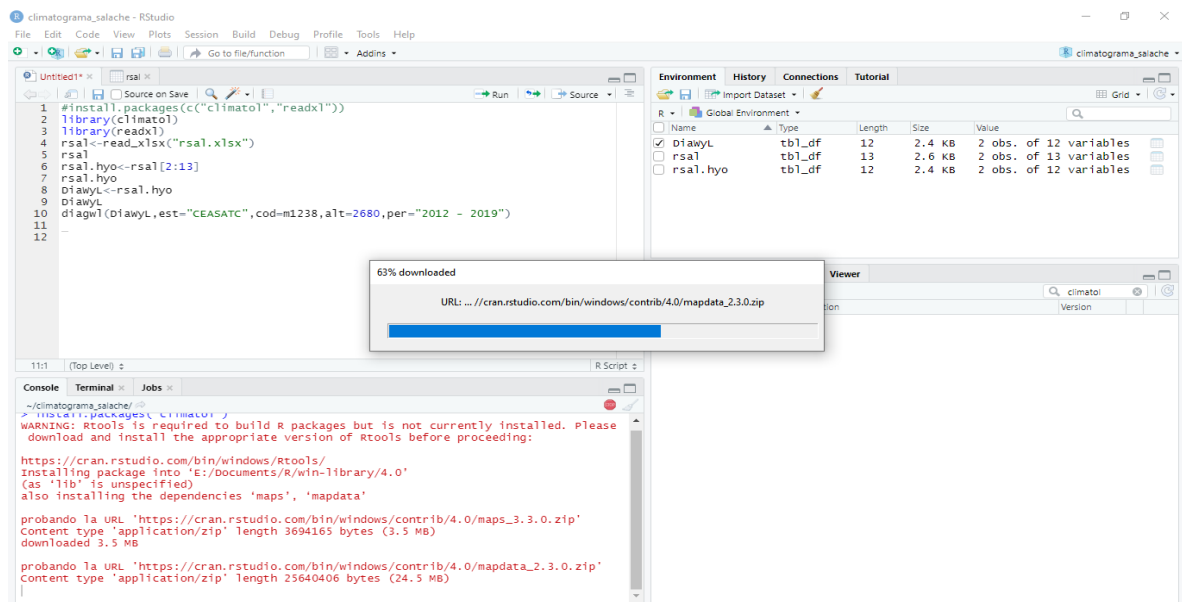 climatograma_salache - RStudio
File Edit Code View Plots Session Build Debug Profile Tools Help
Go to file/function Addins climatograma_salache
Untitled1* rsal
Source on Save Run Source
1 #install.packages(c("climatol","readxl"))
2 library(climatol)
3 library(readxl)
4 rsal<-read_xlsx("rsal.xlsx")
5 rsal
6 rsal.hyo<-rsal[2:13]
7 rsal.hyo
8 DiaWyL<-rsal.hyo
9 DiaWyL
10 diagwl(DiaWyL,est="CEASATC",cod=m1238,alt=2680,per="2012 - 2019")
11
12
11:1 (Top Level) R Script
Environment History Connections Tutorial
Import Dataset Grid
R Global Environment
Name Type Length Size Value
DiaWyL tbl_df 12 2.4 KB 2 obs. of 12 variables
rsal tbl_df 13 2.6 KB 2 obs. of 13 variables
rsal.hyo tbl_df 12 2.4 KB 2 obs. of 12 variables
63% downloaded
URL: ... //cran.rstudio.com/bin/windows/contrib/4.0/mapdata_2.3.0.zip
Viewer
climatol
Version
Console Terminal Jobs
~/climatograma_salache/
> install.packages("climatol")
WARNING: Rtools is required to build R packages but is not currently installed. Please
download and install the appropriate version of Rtools before proceeding:
https://cran.rstudio.com/bin/windows/Rtools/
Installing package into ‘E:/Documents/R/win-library/4.0’
(as ‘lib’ is unspecified)
also installing the dependencies ‘maps’, ‘mapdata’
probando la URL 'https://cran.rstudio.com/bin/windows/contrib/4.0/maps_3.3.0.zip'
Content type 'application/zip' length 3694165 bytes (3.5 MB)
downloaded 3.5 MB
probando la URL 'https://cran.rstudio.com/bin/windows/contrib/4.0/mapdata_2.3.0.zip'
Content type 'application/zip' length 25640406 bytes (24.5 MB)